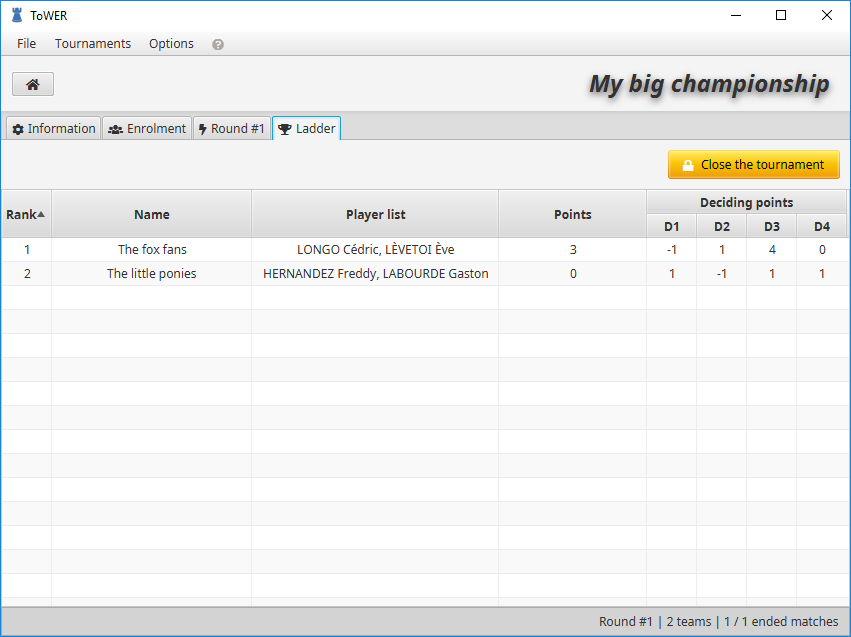 ToWER
File Tournaments Options ?
My big championship
Information Enrolment Round #1 Ladder
Close the tournament
Rank Name Player list Points Deciding points
D1 D2 D3 D4
1 The fox fans LONGO Cédric, LÈVETOI Ève 3 -1 1 4 0
2 The little ponies HERNANDEZ Freddy, LABOURDE Gaston 0 1 -1 1 1
Round #1 | 2 teams | 1 / 1 ended matches